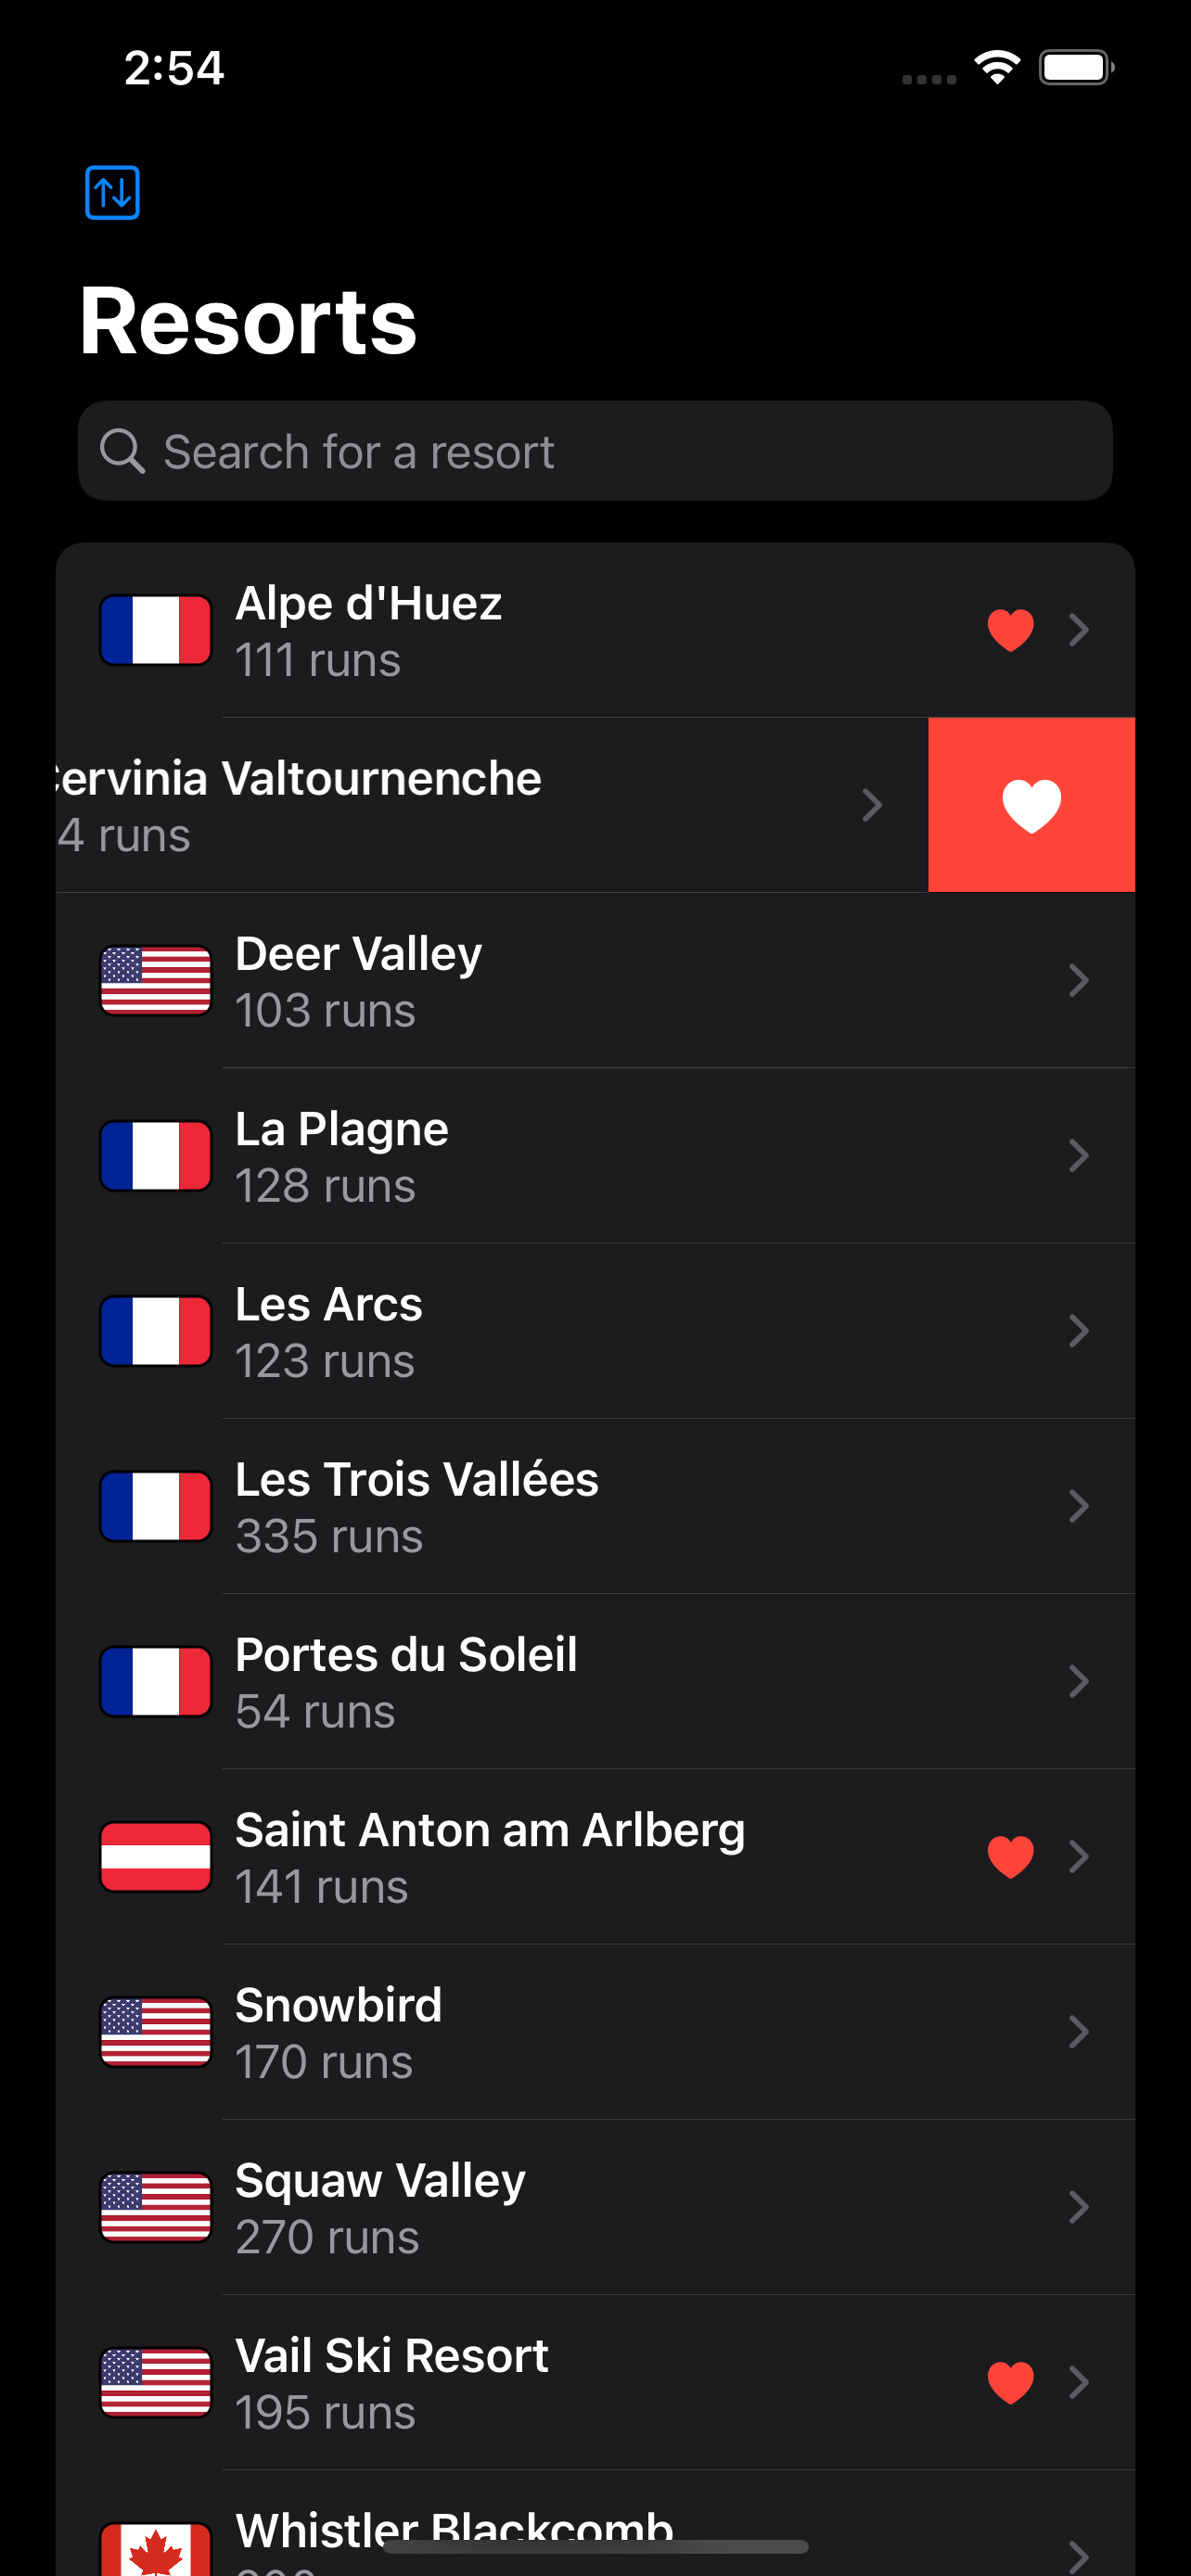 2:54
Resorts
Search for a resort
Alpe d'Huez
111 runs
Cervinia Valtournenche
4 runs
Deer Valley
103 runs
La Plagne
128 runs
Les Arcs
123 runs
Les Trois Vallées
335 runs
Portes du Soleil
54 runs
Saint Anton am Arlberg
141 runs
Snowbird
170 runs
Squaw Valley
270 runs
Vail Ski Resort
195 runs
Whistler Blackcomb